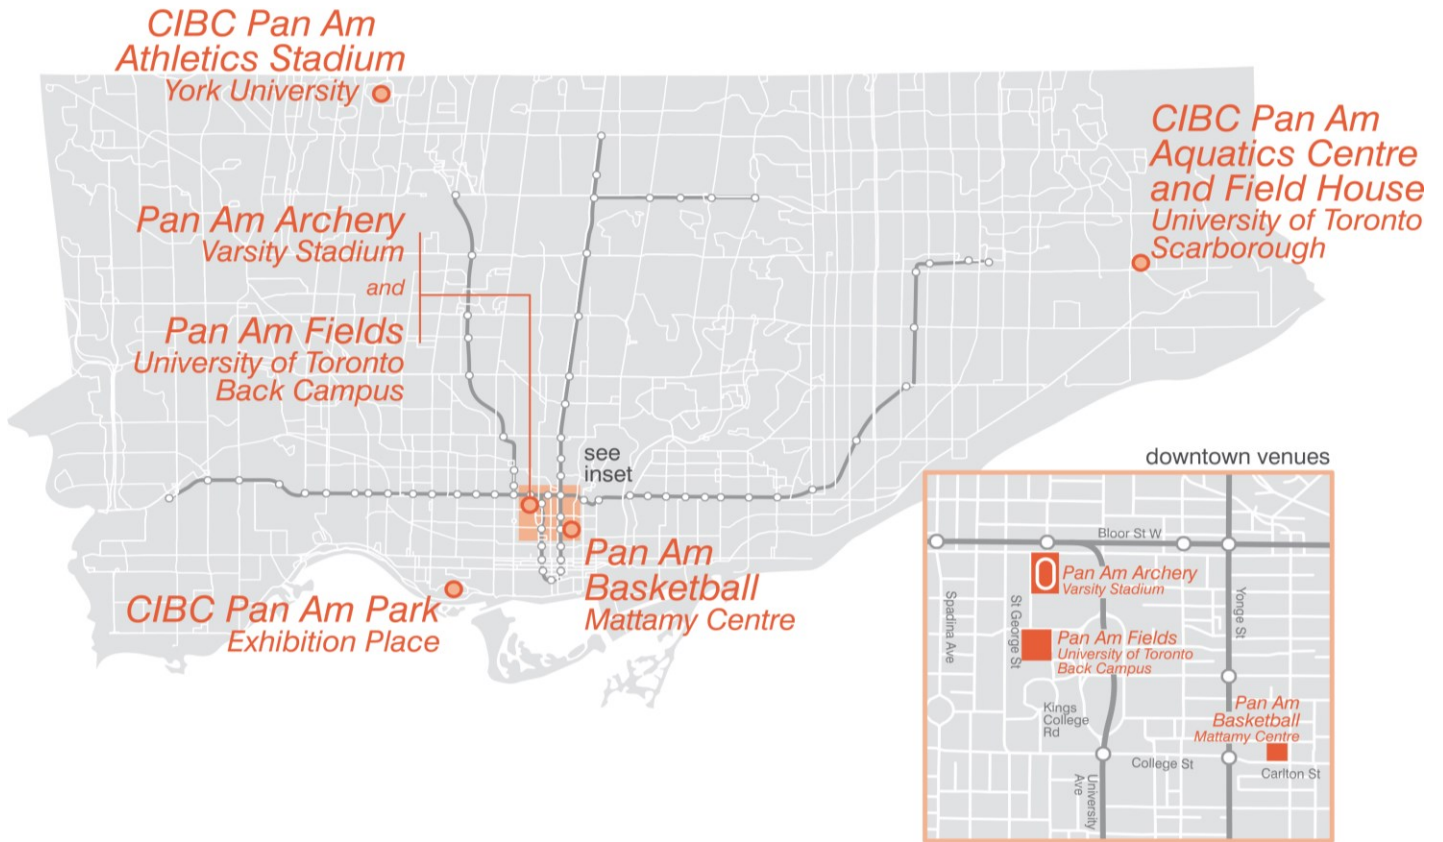 CIBC Pan Am
Athletics Stadium
York University
CIBC Pan Am
Aquatics Centre
and Field House
University of Toronto
Scarborough
Pan Am Archery
Varsity Stadium
and
Pan Am Fields
University of Toronto
Back Campus
see
inset
Pan Am
Basketball
Mattamy Centre
CIBC Pan Am Park
Exhibition Place
downtown venues
Bloor St W
Pan Am Archery
Varsity Stadium
Spadina Ave
St George St
Yonge St
Pan Am Fields
University of Toronto
Back Campus
Kings
College
Rd
Pan Am
Basketball
Mattamy Centre
College St
Carlton St
University
Ave